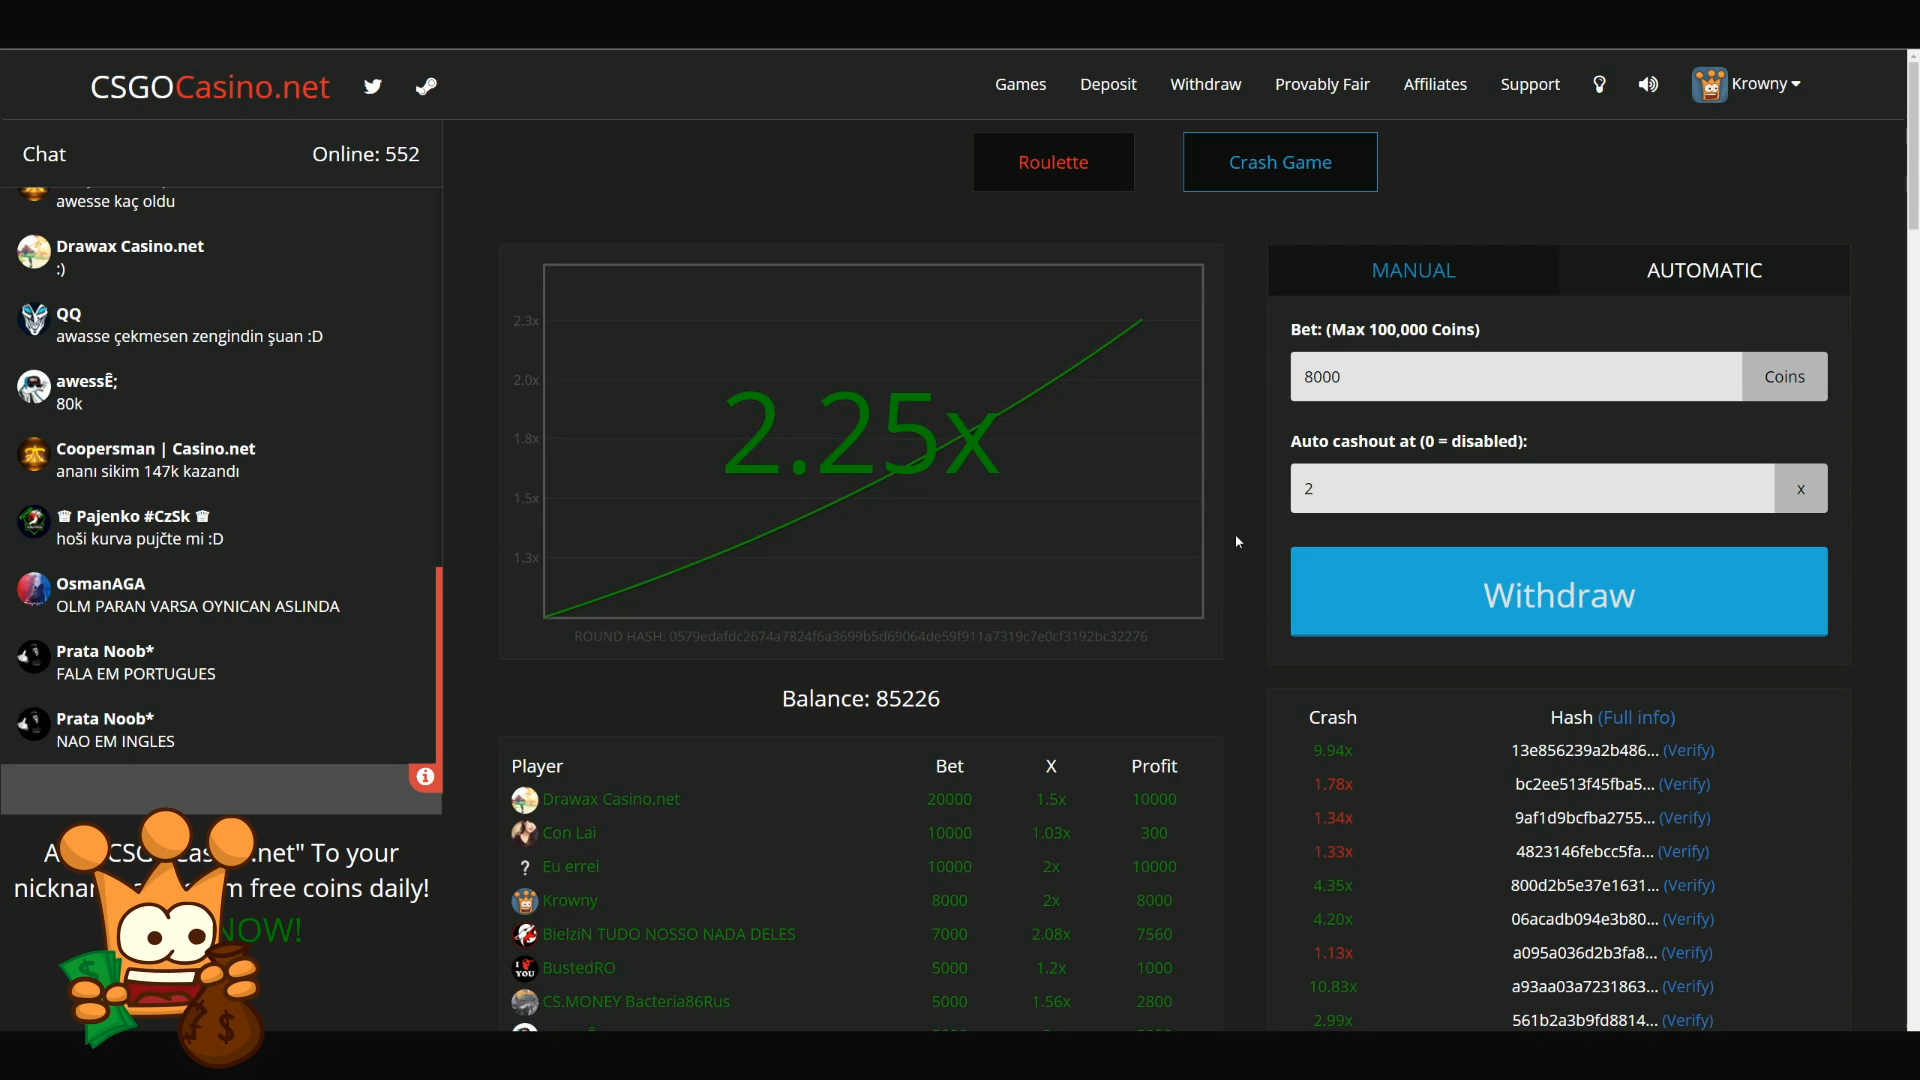 CSGOCasino.net
Games Deposit Withdraw Provably Fair Affiliates Support Krowny
Chat Online: 552
awesse kaç oldu
Drawax Casino.net
:)
QQ
awasse çekmesen zengindin şuan :D
awessÊ;
80k
Coopersman | Casino.net
ananı sikim 147k kazandı
♛ Pajenko #CzSk ♛
hoši kurva pujčte mi :D
OsmanAGA
OLM PARAN VARSA OYNICAN ASLINDA
Prata Noob*
FALA EM PORTUGUES
Prata Noob*
NAO EM INGLES
.net" To your
free coins daily!
NOW!
Roulette Crash Game
2.3x
2.0x
1.8x
1.5x
1.3x
2.25x
ROUND HASH: 0579edafdc2674a7824f6a3699b5d69064de59f911a7319c7e0cf3192bc32276
Balance: 85226
Player Bet X Profit
Drawax Casino.net 20000 1.5x 10000
Con Lai 10000 1.03x 300
? Eu errei 10000 2x 10000
Krowny 8000 2x 8000
BielziN TUDO NOSSO NADA DELES 7000 2.08x 7560
I YOU BustedRO 5000 1.2x 1000
CS.MONEY Bacteria86Rus 5000 1.56x 2800
MANUAL AUTOMATIC
Bet: (Max 100,000 Coins)
8000 Coins
Auto cashout at (0 = disabled):
2 x
Withdraw
Crash Hash (Full info)
9.94x 13e856239a2b486... (Verify)
1.78x bc2ee513f45fba5... (Verify)
1.34x 9af1d9bcfba2755... (Verify)
1.33x 4823146febcc5fa... (Verify)
4.35x 800d2b5e37e1631... (Verify)
4.20x 06acadb094e3b80... (Verify)
1.13x a095a036d2b3fa8... (Verify)
10.83x a93aa03a7231863... (Verify)
2.99x 561b2a3b9fd8814... (Verify)